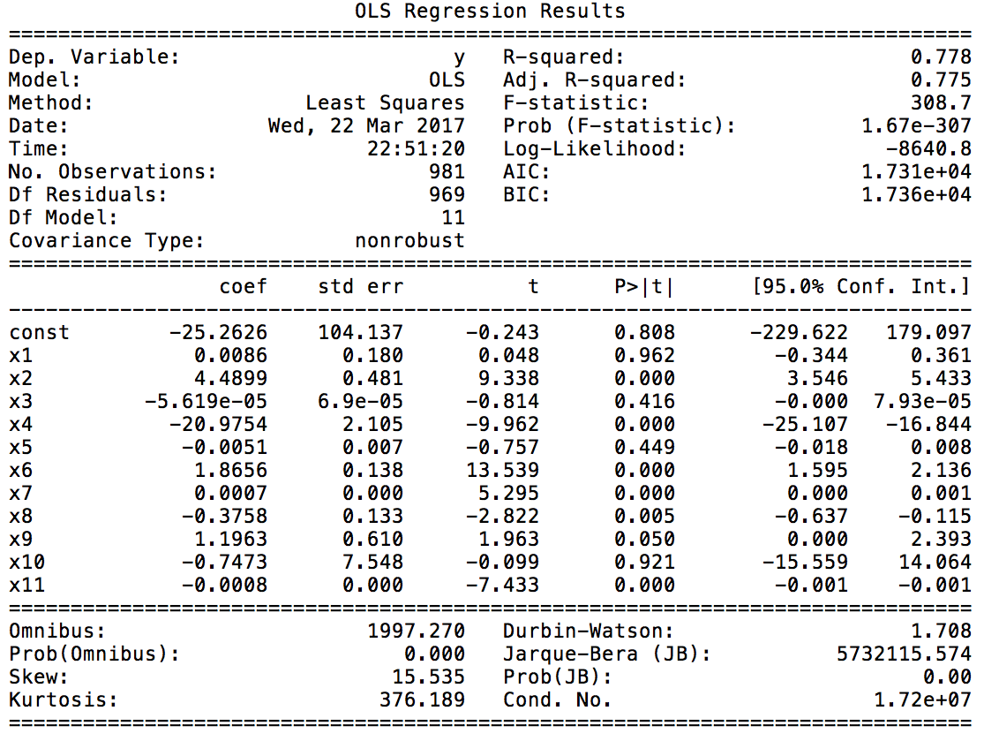 OLS Regression Results
==============================================================================
Dep. Variable:                      y   R-squared:                       0.778
Model:                            OLS   Adj. R-squared:                  0.775
Method:                 Least Squares   F-statistic:                     308.7
Date:                Wed, 22 Mar 2017   Prob (F-statistic):          1.67e-307
Time:                        22:51:20   Log-Likelihood:                -8640.8
No. Observations:                 981   AIC:                         1.731e+04
Df Residuals:                     969   BIC:                         1.736e+04
Df Model:                          11
Covariance Type:            nonrobust
==============================================================================
                 coef    std err          t      P>|t|      [95.0% Conf. Int.]
------------------------------------------------------------------------------
const        -25.2626    104.137     -0.243      0.808      -229.622   179.097
x1             0.0086      0.180      0.048      0.962        -0.344     0.361
x2             4.4899      0.481      9.338      0.000         3.546     5.433
x3         -5.619e-05    6.9e-05     -0.814      0.416        -0.000  7.93e-05
x4           -20.9754      2.105     -9.962      0.000       -25.107   -16.844
x5            -0.0051      0.007     -0.757      0.449        -0.018     0.008
x6             1.8656      0.138     13.539      0.000         1.595     2.136
x7             0.0007      0.000      5.295      0.000         0.000     0.001
x8            -0.3758      0.133     -2.822      0.005        -0.637    -0.115
x9             1.1963      0.610      1.963      0.050         0.000     2.393
x10           -0.7473      7.548     -0.099      0.921       -15.559    14.064
x11           -0.0008      0.000     -7.433      0.000        -0.001    -0.001
==============================================================================
Omnibus:                     1997.270   Durbin-Watson:                   1.708
Prob(Omnibus):                  0.000   Jarque-Bera (JB):          5732115.574
Skew:                          15.535   Prob(JB):                         0.00
Kurtosis:                     376.189   Cond. No.                     1.72e+07
==============================================================================